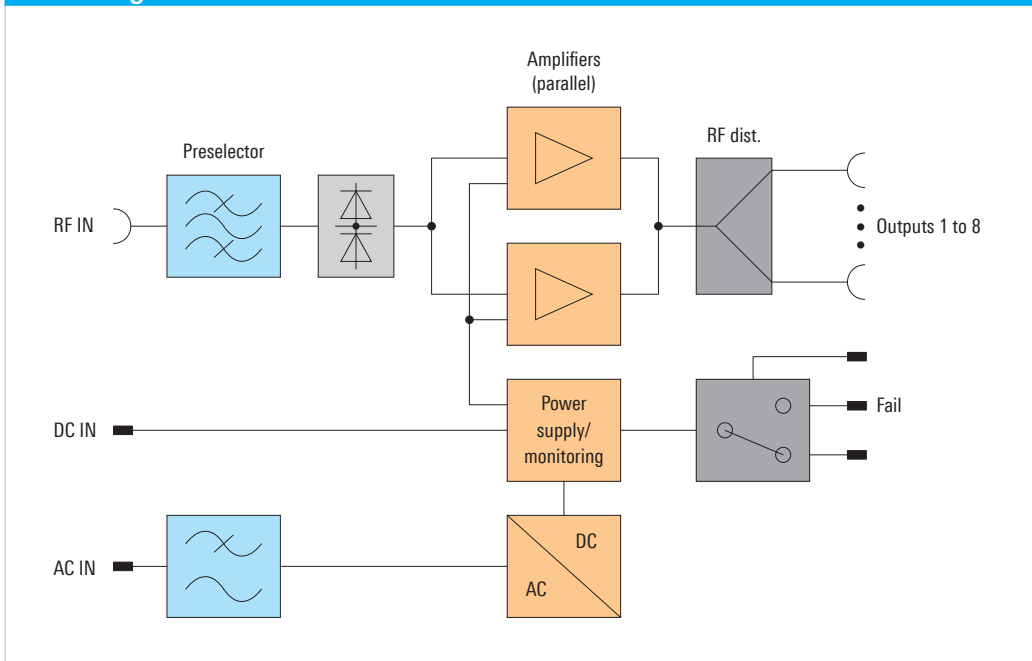 Amplifiers
(parallel)
RF dist.
Preselector
RF IN
Outputs 1 to 8
Power
supply/
monitoring
Fail
DC IN
DC
AC IN
AC